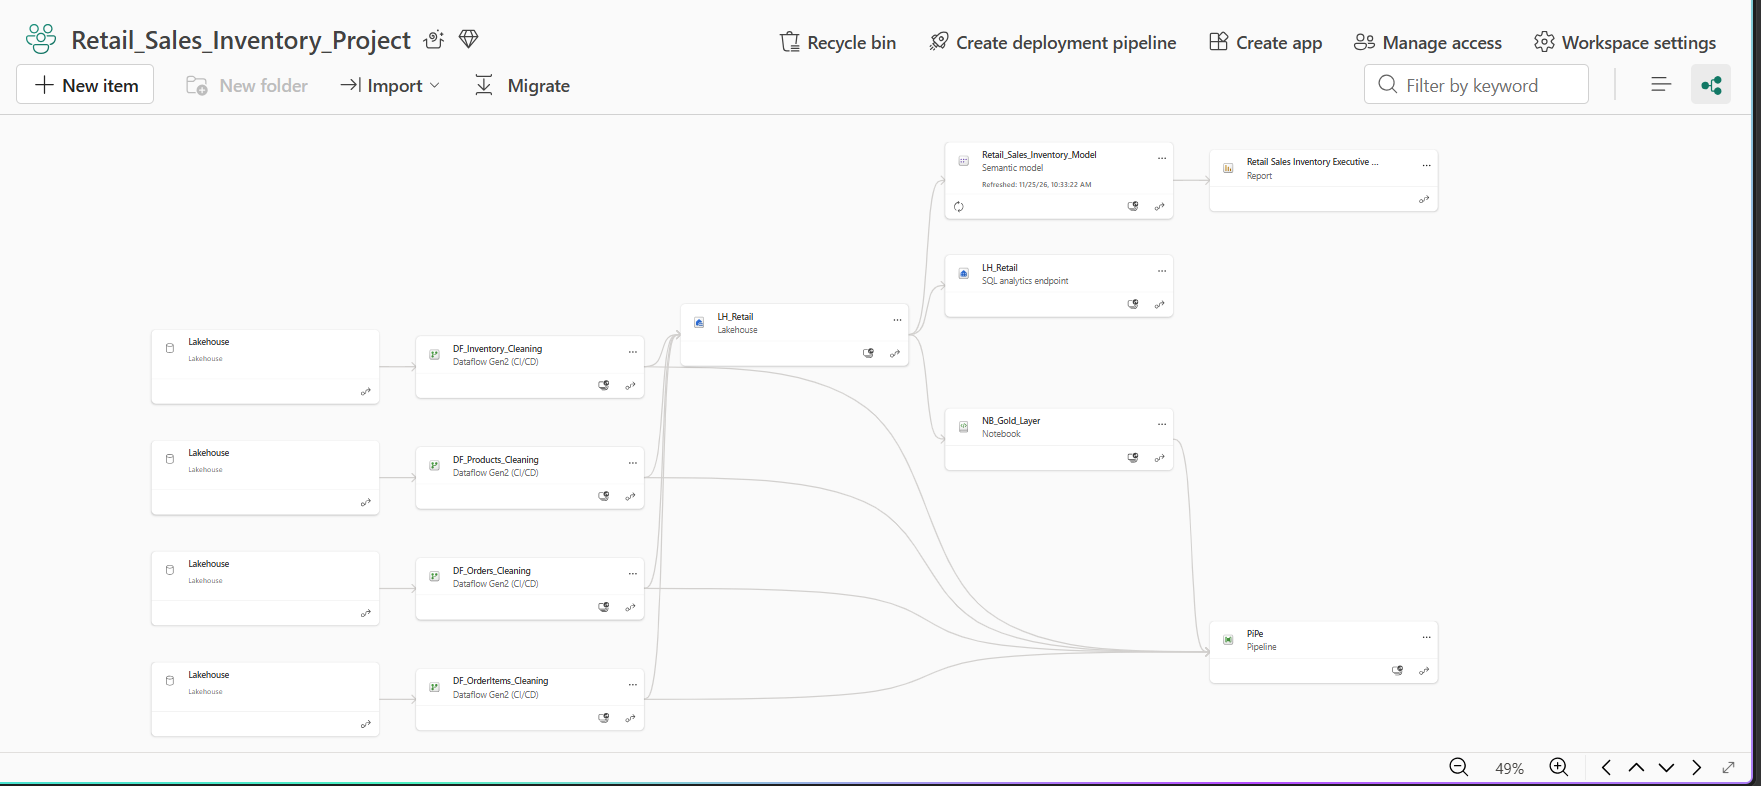 Retail_Sales_Inventory_Project
Recycle bin
Create deployment pipeline
Create app
Manage access
Workspace settings
New item
New folder
Import
Migrate
Filter by keyword
Retail_Sales_Inventory_Model
Semantic model
Refreshed: 11/25/26, 10:33:22 AM
Retail Sales Inventory Executive ...
Report
LH_Retail
SQL analytics endpoint
LH_Retail
Lakehouse
Lakehouse
Lakehouse
DF_Inventory_Cleaning
Dataflow Gen2 (CI/CD)
NB_Gold_Layer
Notebook
Lakehouse
Lakehouse
DF_Products_Cleaning
Dataflow Gen2 (CI/CD)
Lakehouse
Lakehouse
DF_Orders_Cleaning
Dataflow Gen2 (CI/CD)
PiPe
Pipeline
Lakehouse
Lakehouse
DF_OrderItems_Cleaning
Dataflow Gen2 (CI/CD)
49%